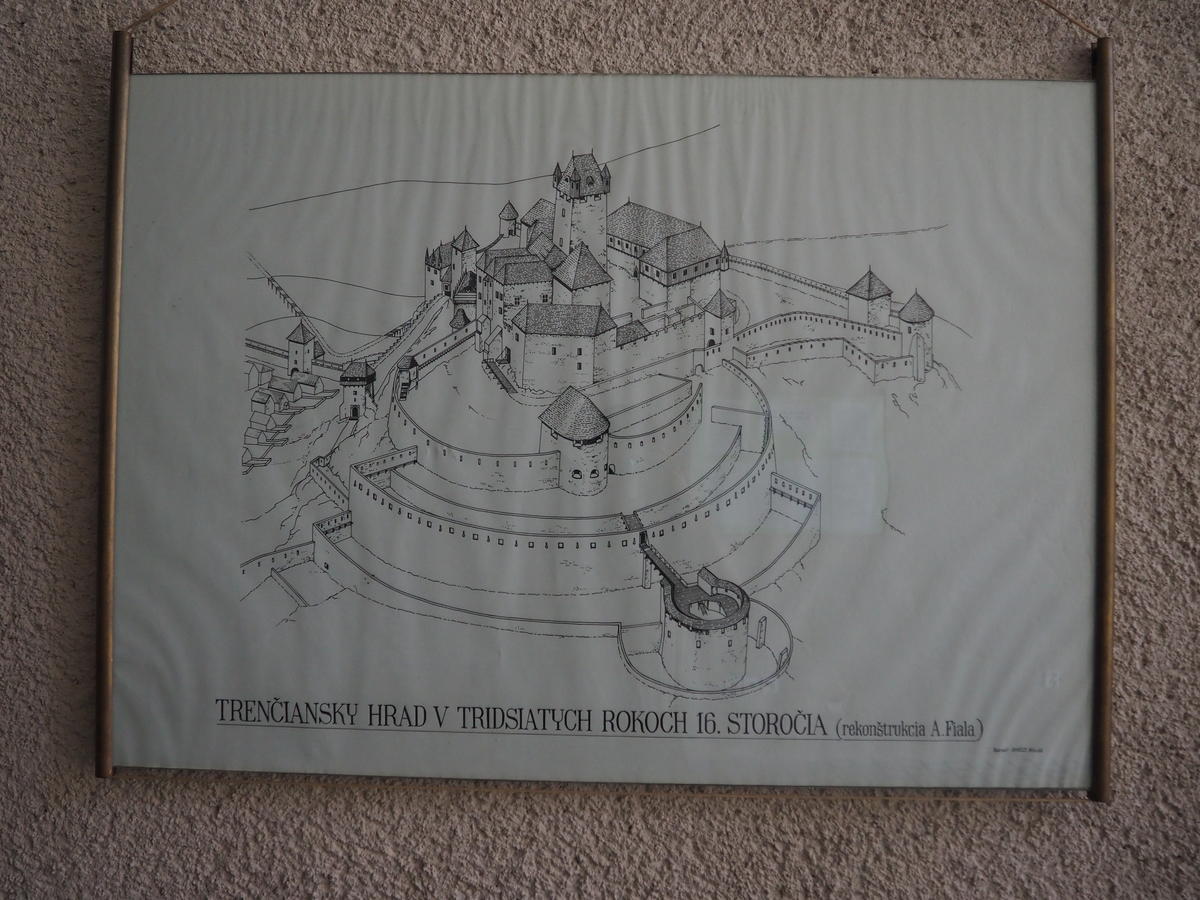 TRENČIANSKY HRAD V TRIDSIATYCH ROKOCH 16. STOROČIA (rekonštrukcia A. Fiala)